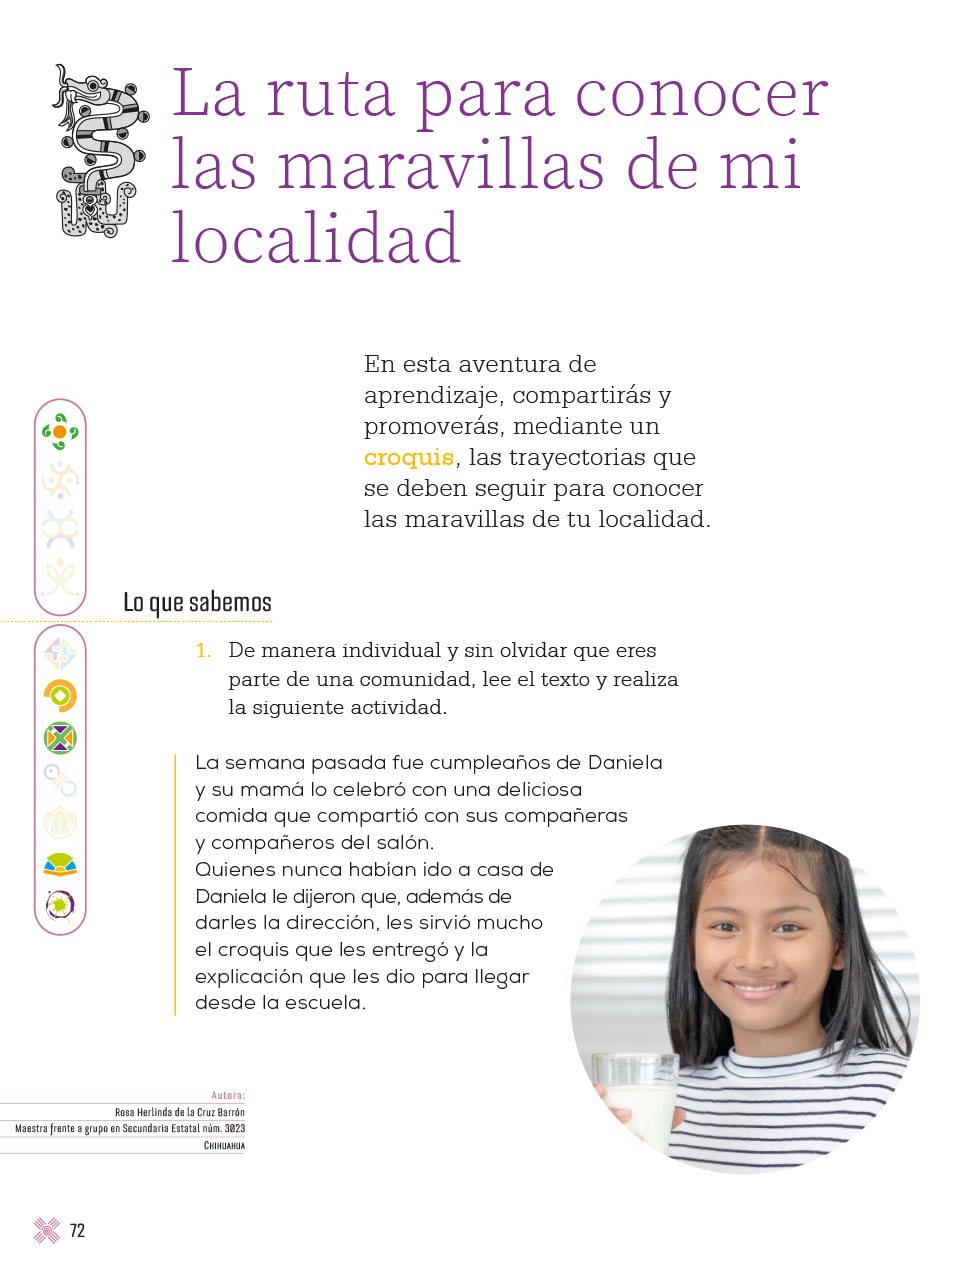 La ruta para conocer
las maravillas de mi
localidad
En esta aventura de
aprendizaje, compartirás y
promoverás, mediante un
croquis, las trayectorias que
se deben seguir para conocer
las maravillas de tu localidad.
Lo que sabemos
1. De manera individual y sin olvidar que eres
parte de una comunidad, lee el texto y realiza
la siguiente actividad.
La semana pasada fue cumpleaños de Daniela
y su mamá lo celebró con una deliciosa
comida que compartió con sus compañeras
y compañeros del salón.
Quienes nunca habían ido a casa de
Daniela le dijeron que, además de
darles la dirección, les sirvió mucho
el croquis que les entregó y la
explicación que les dio para llegar
desde la escuela.
Autora:
Rosa Herlinda de la Cruz Barrón
Maestra frente a grupo en Secundaria Estatal núm. 3023
Chihuahua
72